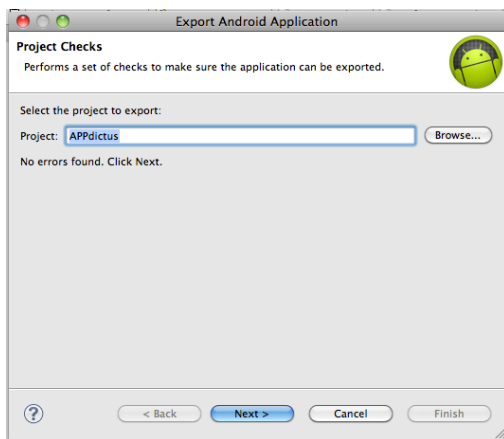 Export Android Application
Project Checks
Performs a set of checks to make sure the application can be exported.
Select the project to export:
Project: APPdictus Browse...
No errors found. Click Next.
? < Back Next > Cancel Finish